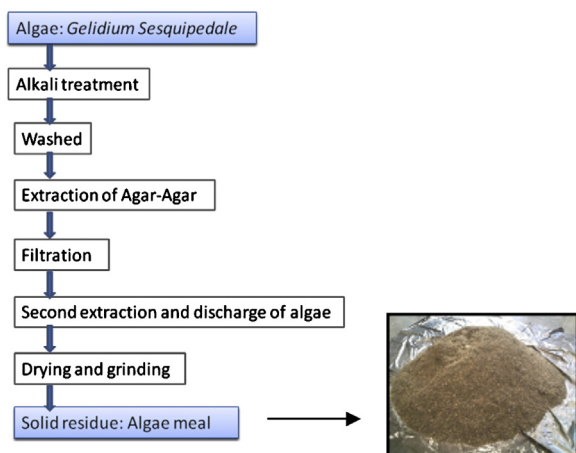 Algae: Gelidium Sesquipedale
Alkali treatment
Washed
Extraction of Agar-Agar
Filtration
Second extraction and discharge of algae
Drying and grinding
Solid residue: Algae meal